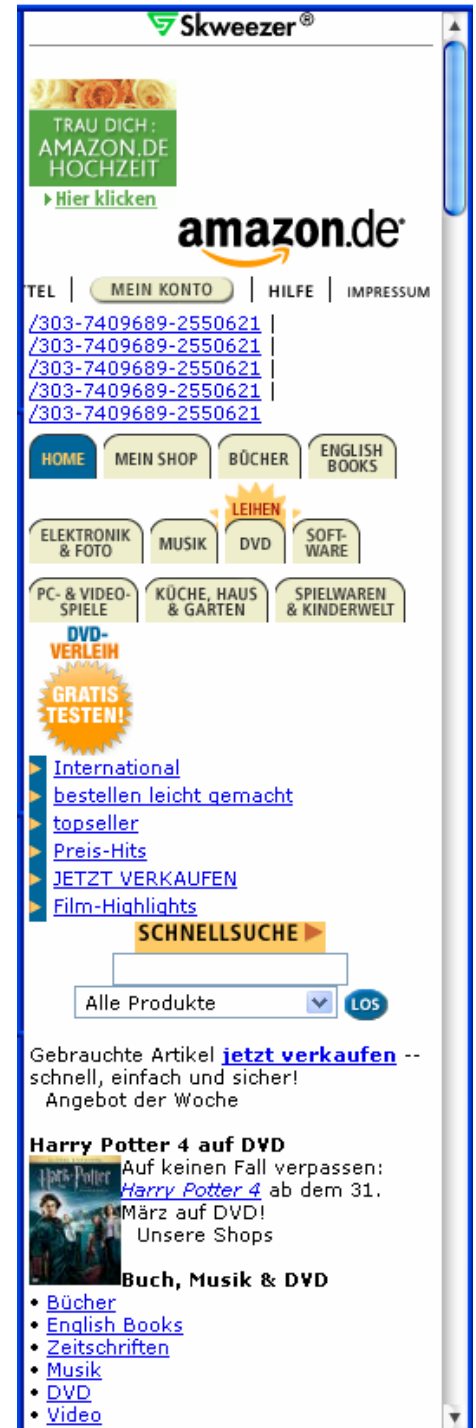 Skweezer®
TRAU DICH:
AMAZON.DE
HOCHZEIT
Hier klicken
amazon.de
TEL | MEIN KONTO | HILFE | IMPRESSUM
/303-7409689-2550621 |
/303-7409689-2550621 |
/303-7409689-2550621 |
/303-7409689-2550621 |
/303-7409689-2550621
HOME MEIN SHOP BÜCHER ENGLISH BOOKS
LEIHEN
ELEKTRONIK & FOTO MUSIK DVD SOFT-WARE
PC- & VIDEO-SPIELE KÜCHE, HAUS & GARTEN SPIELWAREN & KINDERWELT
DVD-
VERLEIH
GRATIS
TESTEN!
International
bestellen leicht gemacht
topseller
Preis-Hits
JETZT VERKAUFEN
Film-Highlights
SCHNELLSUCHE
Alle Produkte LOS
Gebrauchte Artikel jetzt verkaufen --
schnell, einfach und sicher!
Angebot der Woche
Harry Potter 4 auf DVD
Harry Potter
Auf keinen Fall verpassen:
Harry Potter 4 ab dem 31.
März auf DVD!
Unsere Shops
Buch, Musik & DVD
• Bücher
• English Books
• Zeitschriften
• Musik
• DVD
• Video